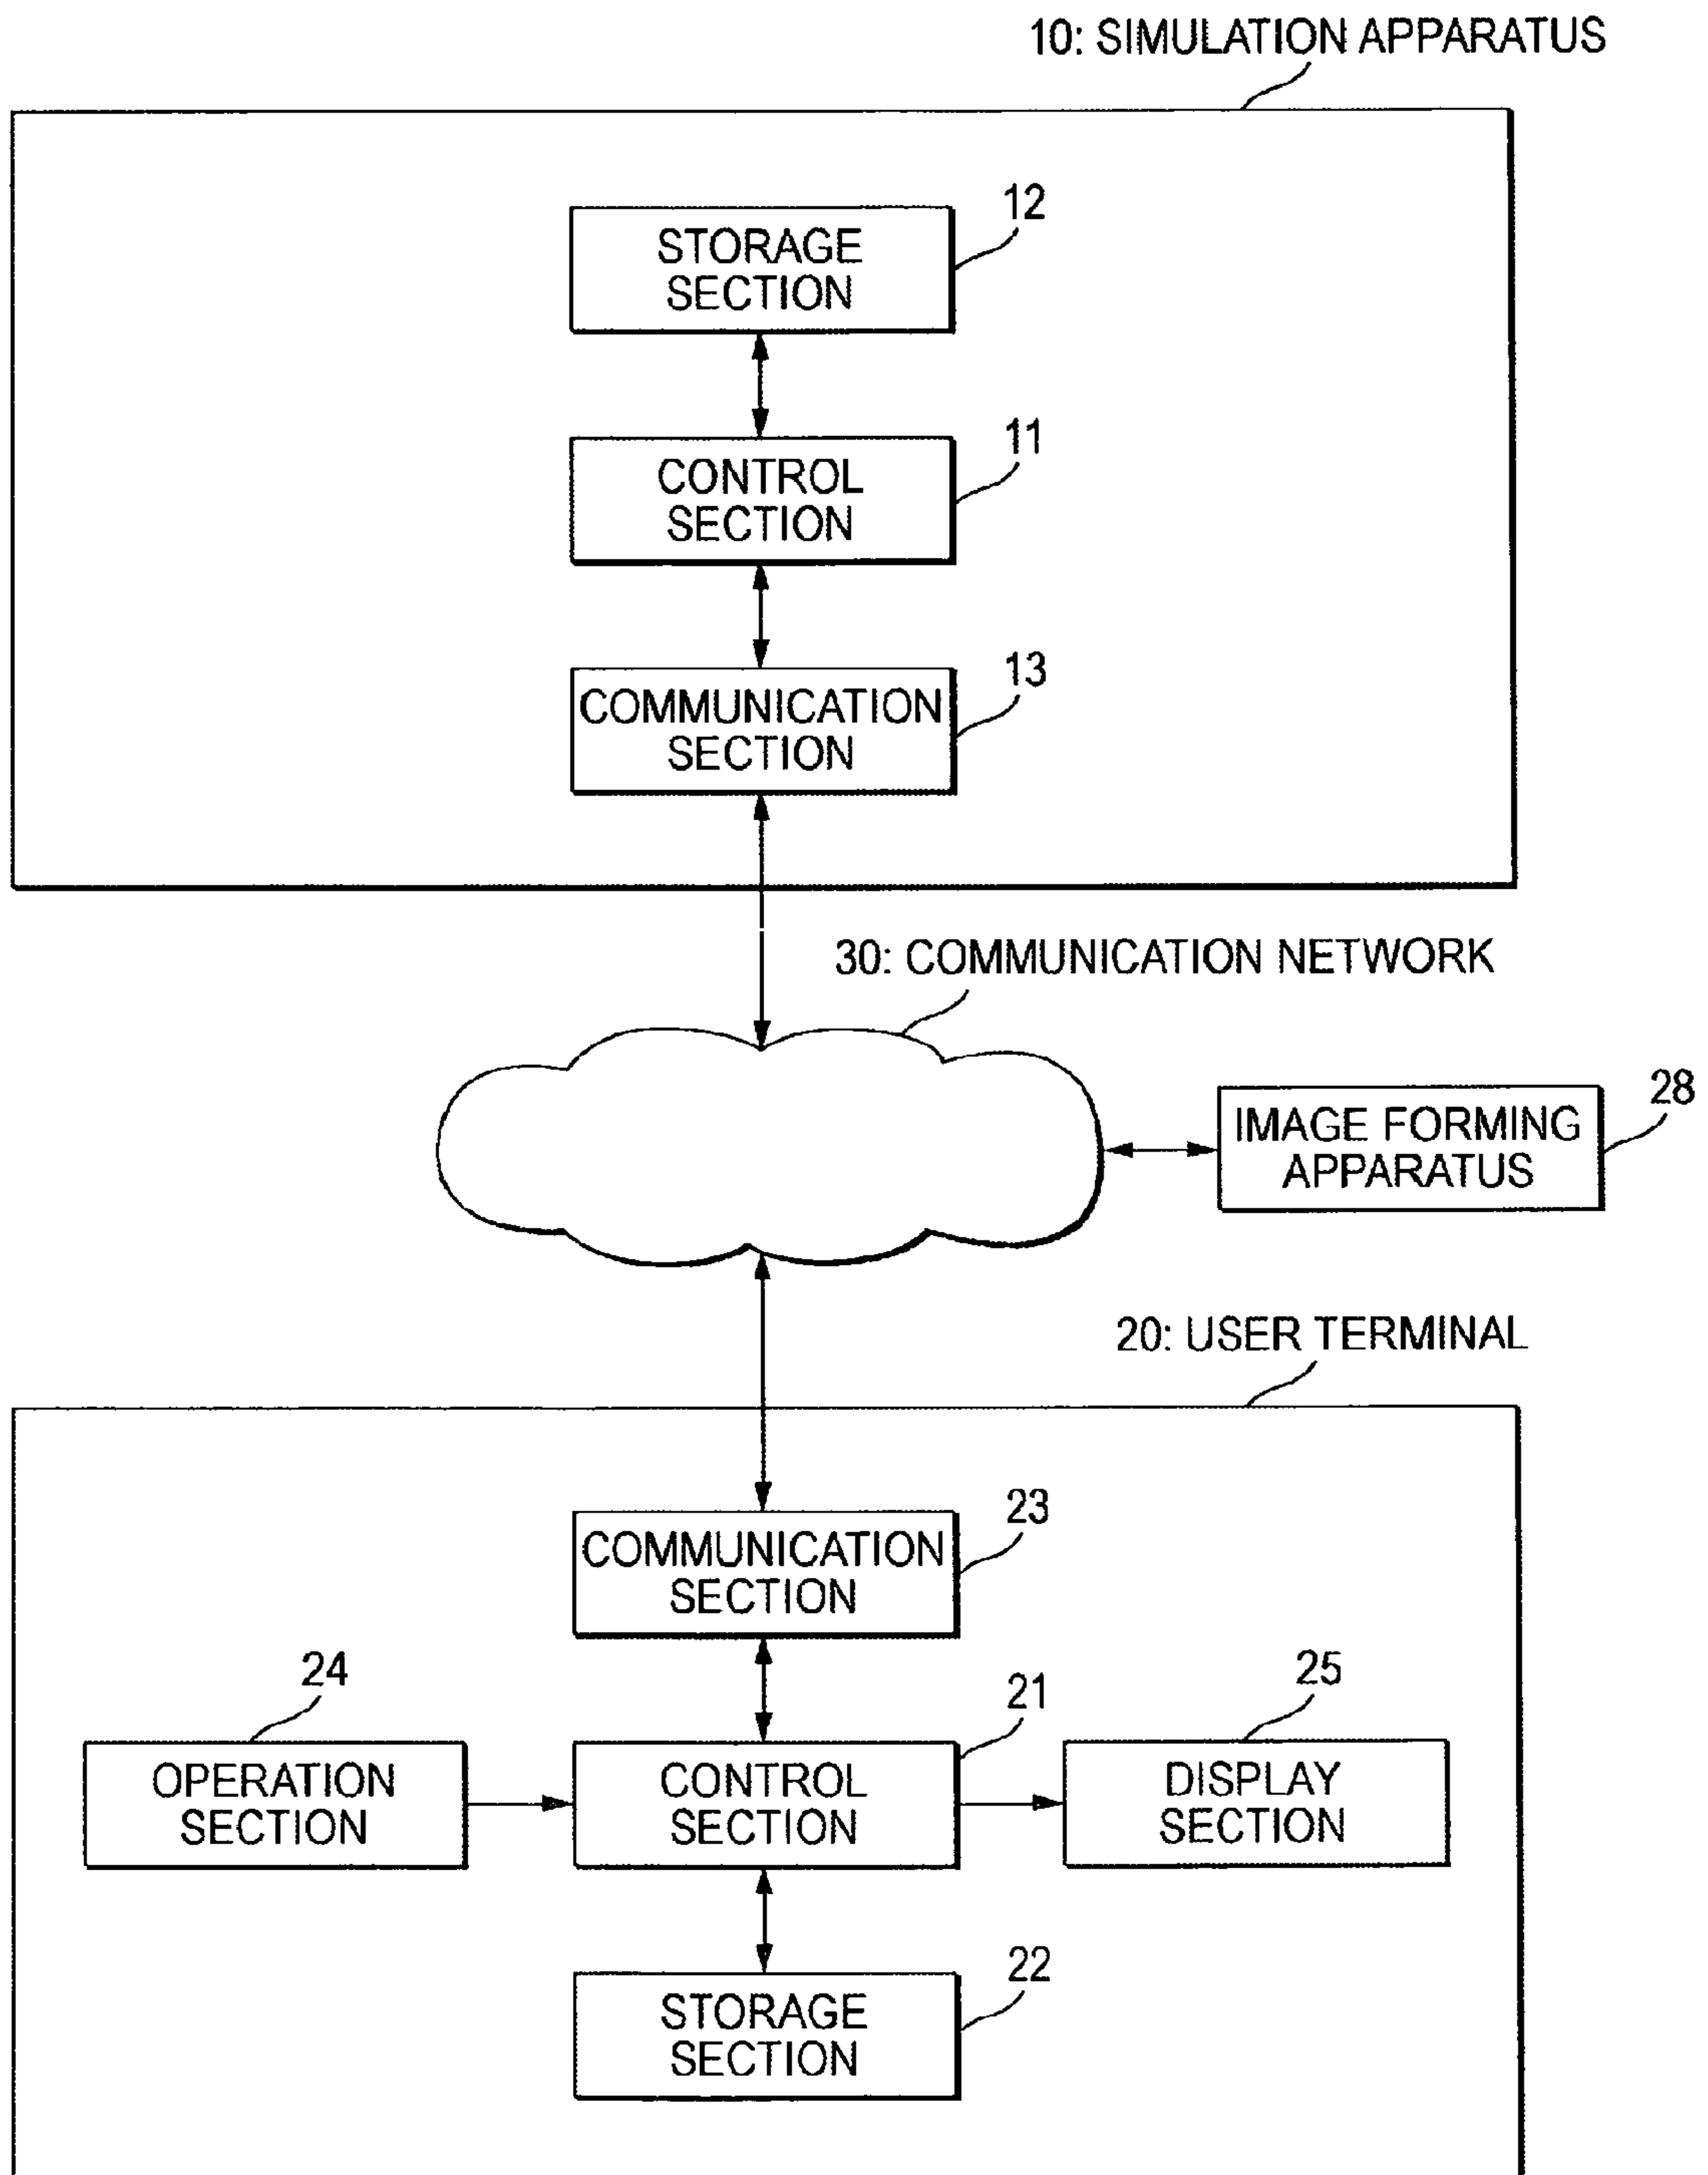 10: SIMULATION APPARATUS
12
STORAGE
SECTION
11
CONTROL
SECTION
13
COMMUNICATION
SECTION
30: COMMUNICATION NETWORK
28
IMAGE FORMING
APPARATUS
20: USER TERMINAL
23
COMMUNICATION
SECTION
24
OPERATION
SECTION
21
CONTROL
SECTION
25
DISPLAY
SECTION
22
STORAGE
SECTION